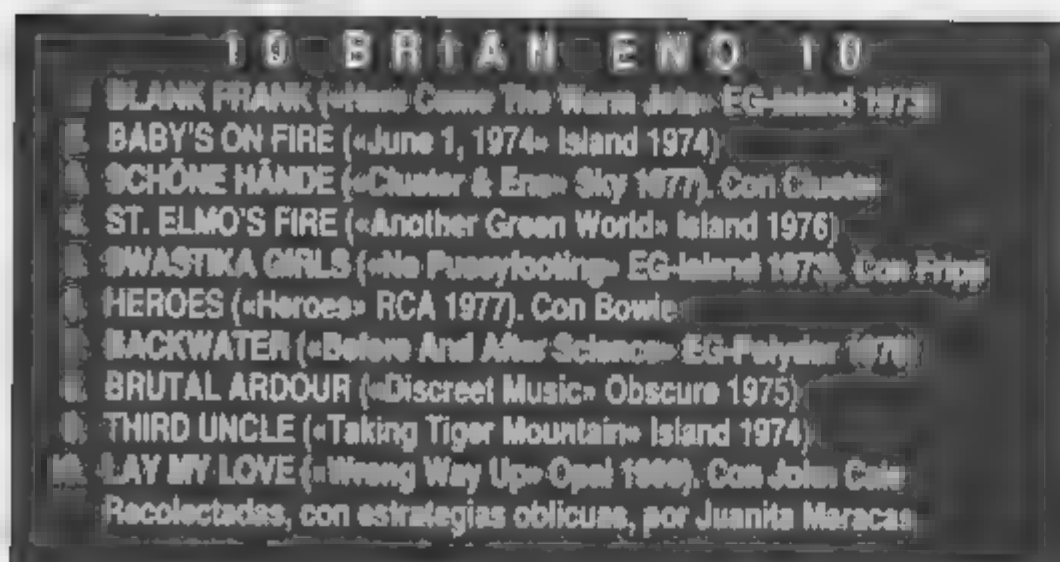 10 BRIAN ENO 10
BLANK FRANK («Here Come The Warm Jets» EG-Island 1973)
BABY'S ON FIRE («June 1, 1974» Island 1974)
SCHÖNE HÄNDE («Cluster & Eno» Sky 1977). Con Cluster
ST. ELMO'S FIRE («Another Green World» Island 1976)
SWASTIKA GIRLS («No Pussyfooting» EG-Island 1973). Con Fripp
HEROES («Heroes» RCA 1977). Con Bowie
BACKWATER («Before And After Science» EG-Polydor
BRUTAL ARDOUR («Discreet Music» Obscure 1975)
THIRD UNCLE («Taking Tiger Mountain» Island 1974)
LAY MY LOVE («Wrong Way Up» Opal 1990). Con John Cale
Recolectadas, con estrategias oblicuas, por Juanita Maracas